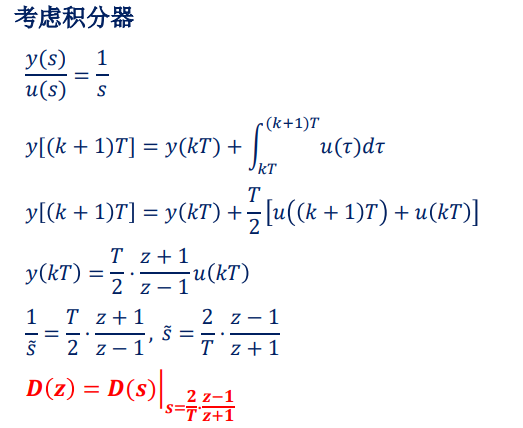 考虑积分器
y(s)/u(s) = 1/s
y[(k + 1)T] = y(kT) + ∫_{kT}^{(k+1)T} u(τ)dτ
y[(k + 1)T] = y(kT) + T/2 [u((k + 1)T) + u(kT)]
y(kT) = T/2 · (z + 1)/(z − 1) u(kT)
1/s̃ = T/2 · (z + 1)/(z − 1), s̃ = 2/T · (z − 1)/(z + 1)
D(z) = D(s)|_{s=2/T·(z−1)/(z+1)}